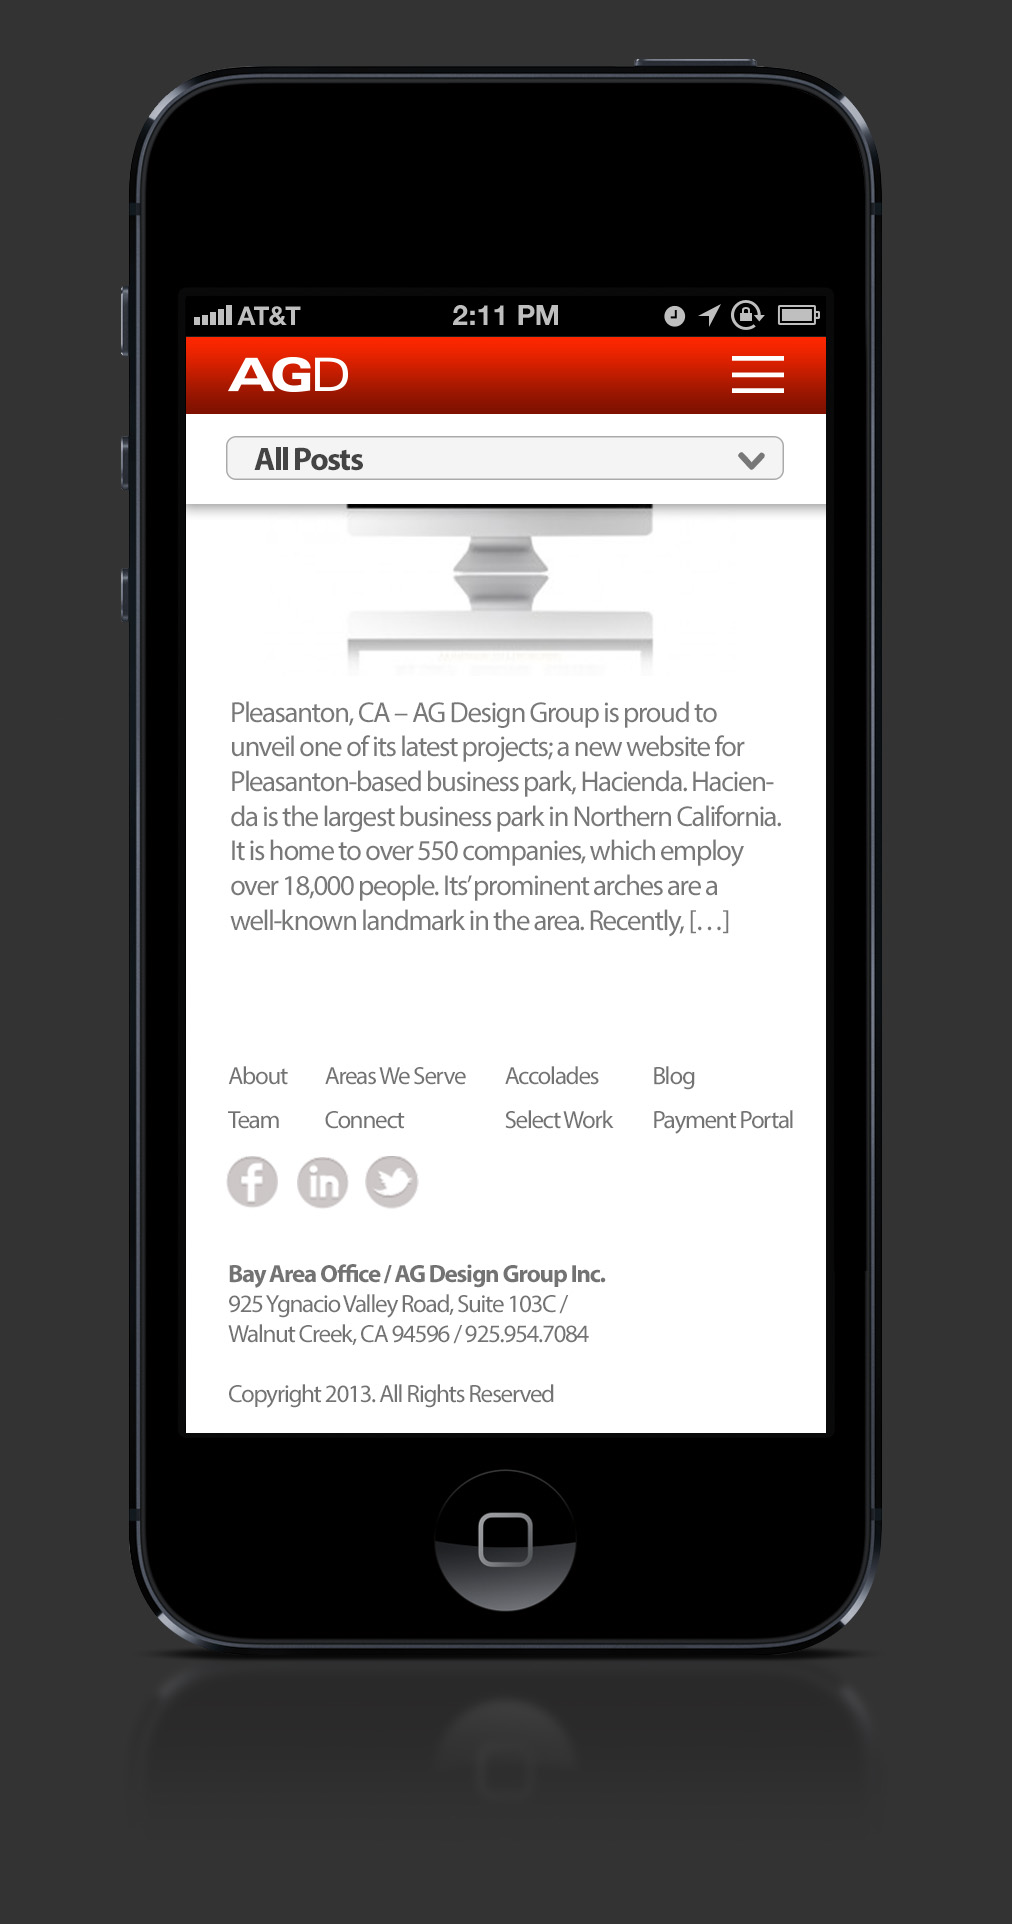 AT&T 2:11 PM
AGD
All Posts
Pleasanton, CA – AG Design Group is proud to
unveil one of its latest projects; a new website for
Pleasanton-based business park, Hacienda. Hacien-
da is the largest business park in Northern California.
It is home to over 550 companies, which employ
over 18,000 people. Its’ prominent arches are a
well-known landmark in the area. Recently, […]
About Areas We Serve Accolades Blog
Team Connect Select Work Payment Portal
f in
Bay Area Office / AG Design Group Inc.
925 Ygnacio Valley Road, Suite 103C /
Walnut Creek, CA 94596 / 925.954.7084
Copyright 2013. All Rights Reserved